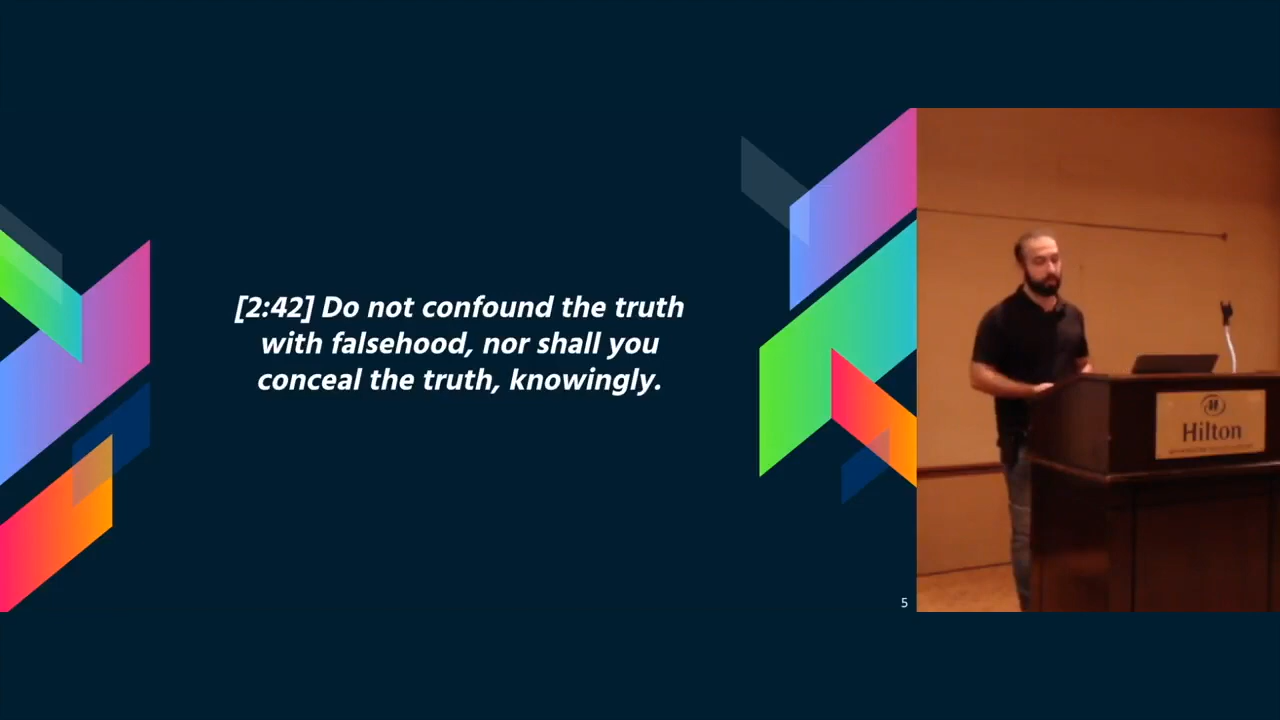 [2:42] Do not confound the truth
with falsehood, nor shall you
conceal the truth, knowingly.
5
Hilton